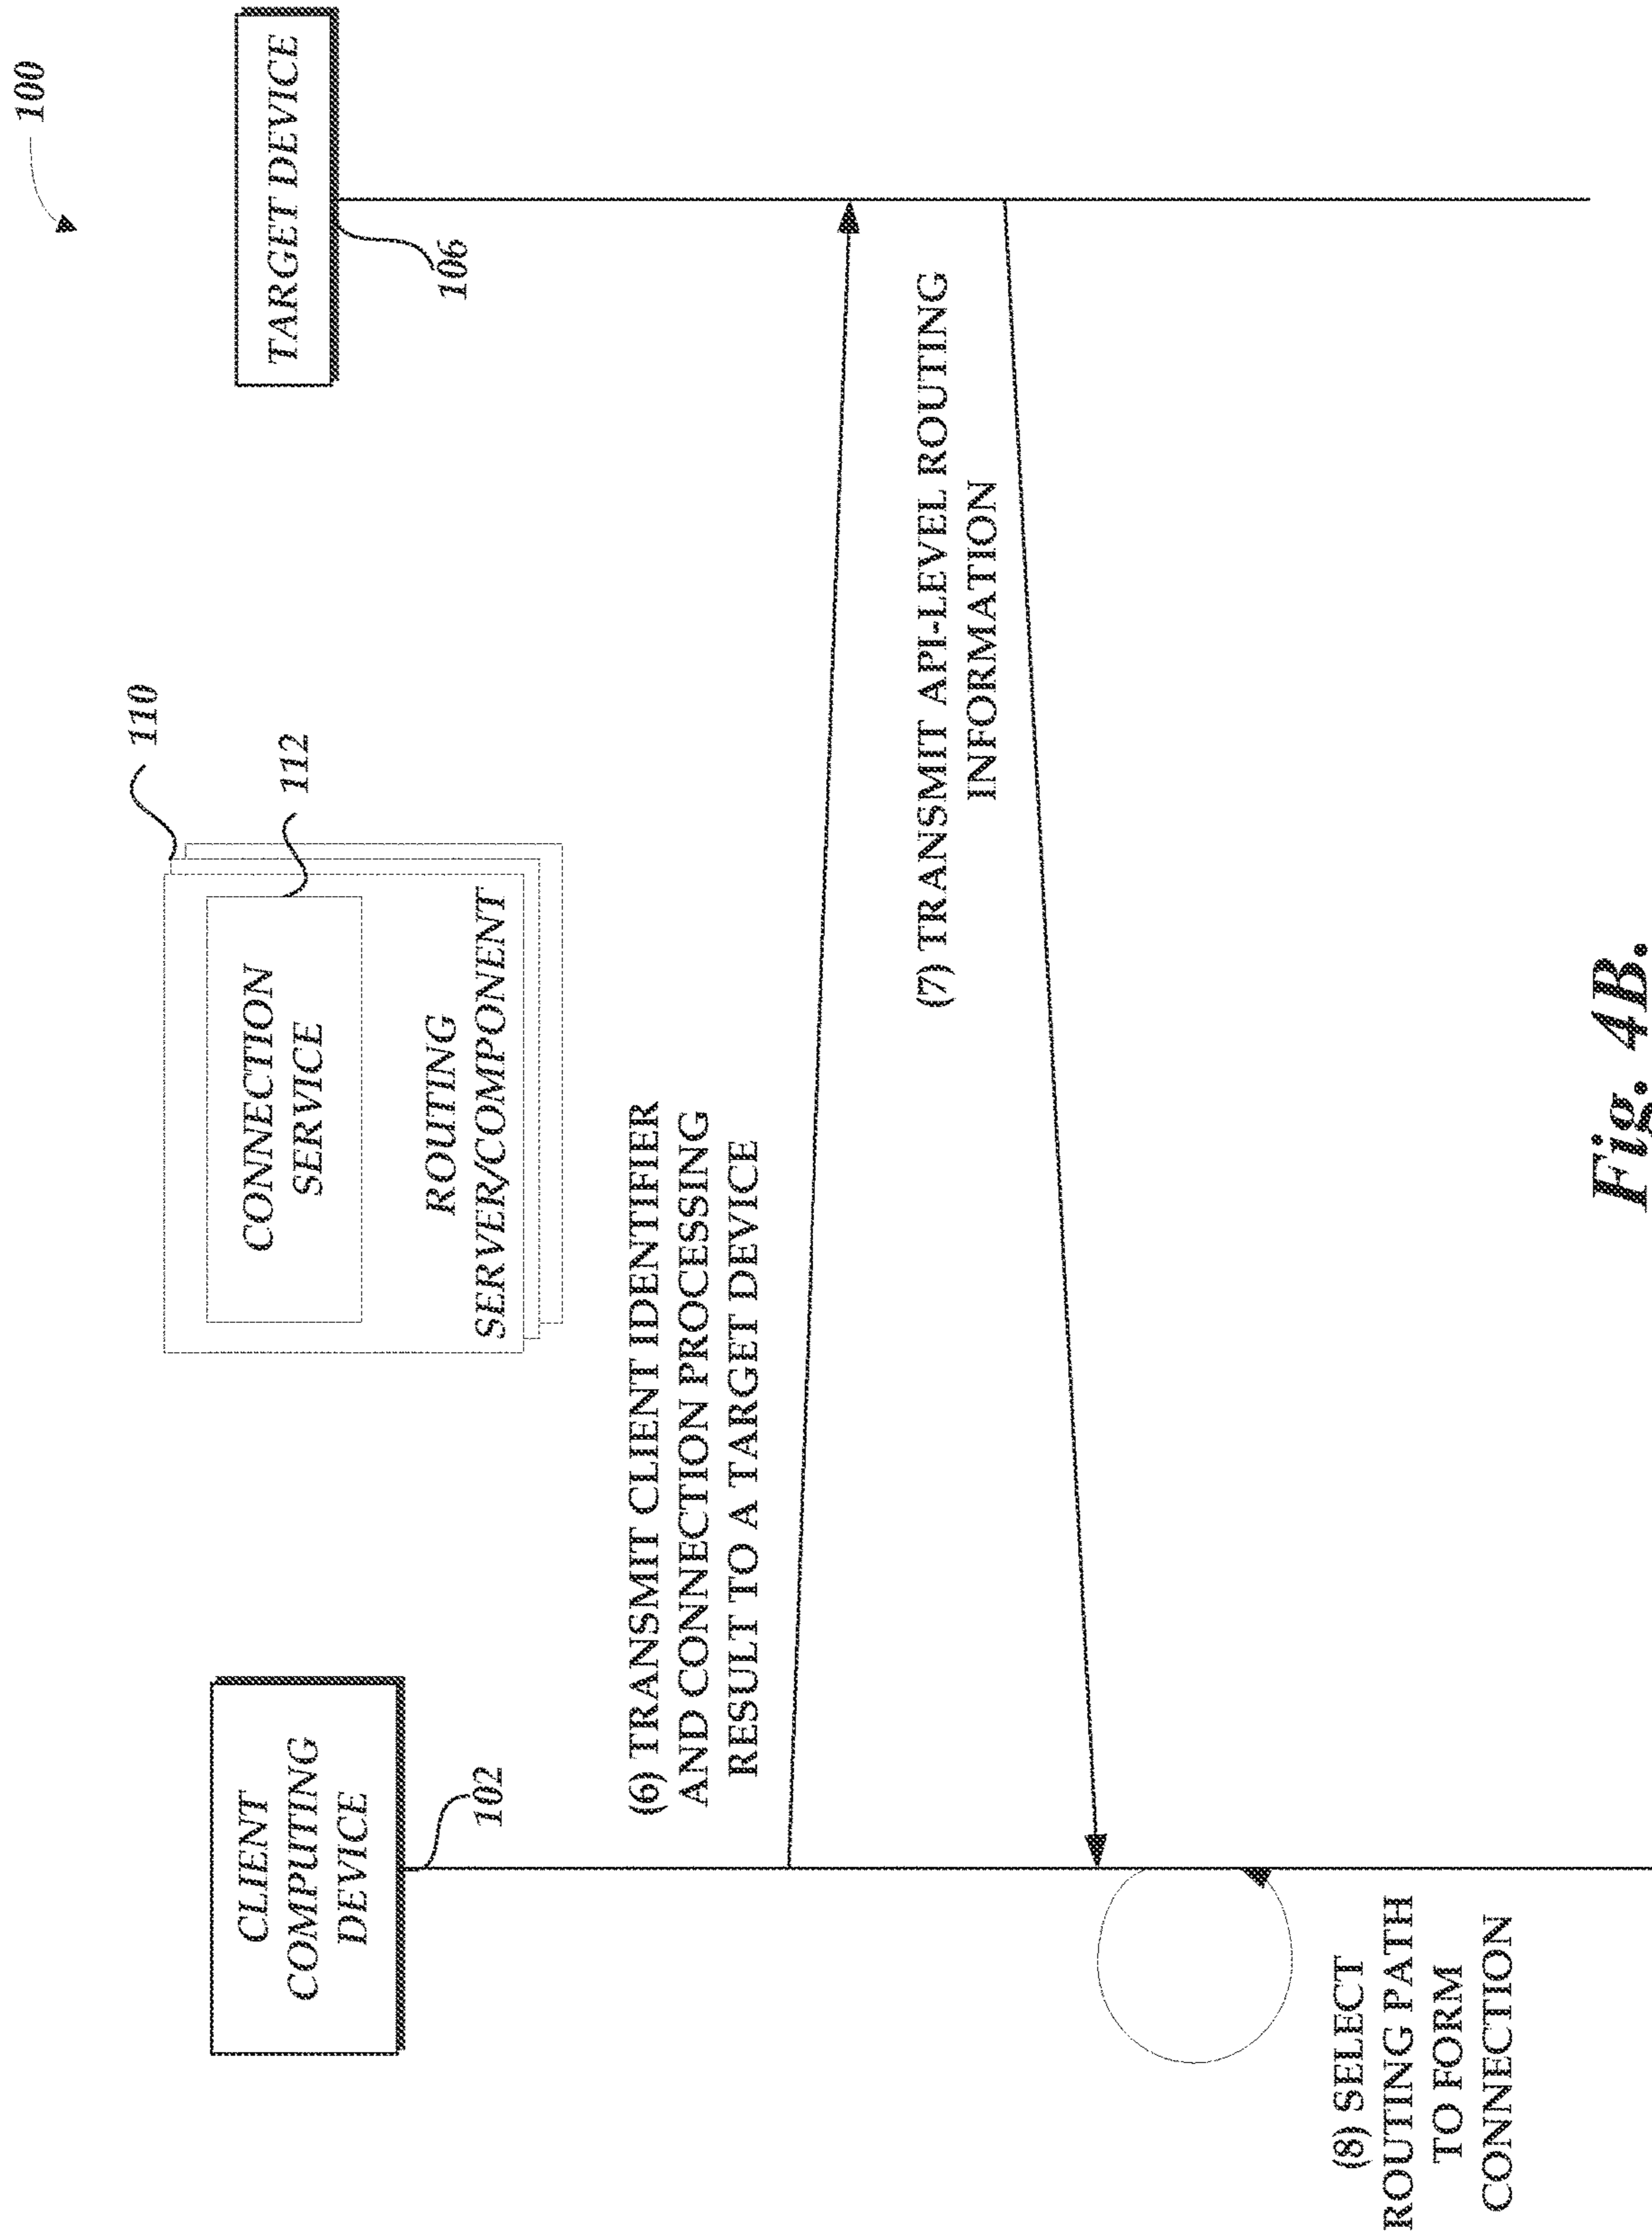 100
CLIENT
COMPUTING
DEVICE
102
110
CONNECTION
SERVICE
112
ROUTING
SERVER/COMPONENT
TARGET DEVICE
106
(6) TRANSMIT CLIENT IDENTIFIER
AND CONNECTION PROCESSING
RESULT TO A TARGET DEVICE
(7) TRANSMIT API-LEVEL ROUTING
INFORMATION
(8) SELECT
ROUTING PATH
TO FORM
CONNECTION
Fig. 4B.